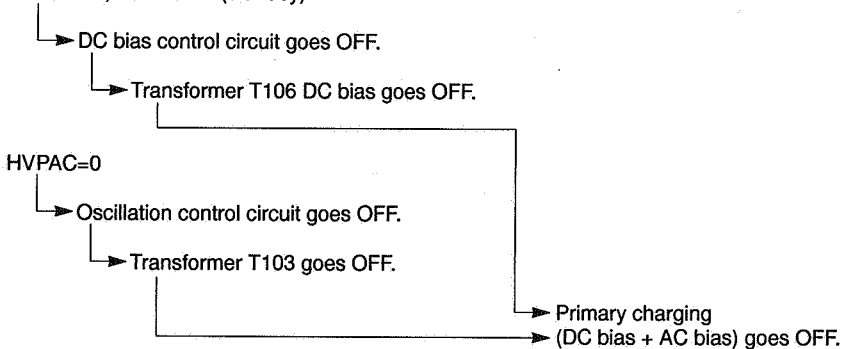 DC bias control circuit goes OFF.
Transformer T106 DC bias goes OFF.
HVPAC=0
Oscillation control circuit goes OFF.
Transformer T103 goes OFF.
Primary charging
(DC bias + AC bias) goes OFF.